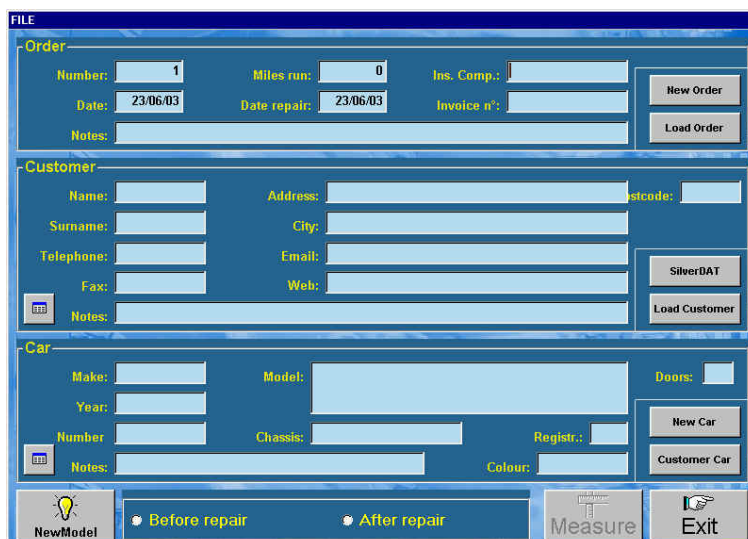 FILE
Order
Number: 1 Miles run: 0 Ins. Comp.:
New Order
Date: 23/06/03 Date repair: 23/06/03 Invoice n°:
Load Order
Notes:
Customer
Name: Address: ostcode:
Surname: City:
Telephone: Email:
SilverDAT
Fax: Web:
Load Customer
Notes:
Car
Make: Model: Doors:
Year:
New Car
Number Chassis: Registr.:
Customer Car
Notes: Colour:
NewModel
Before repair After repair
Measure
Exit